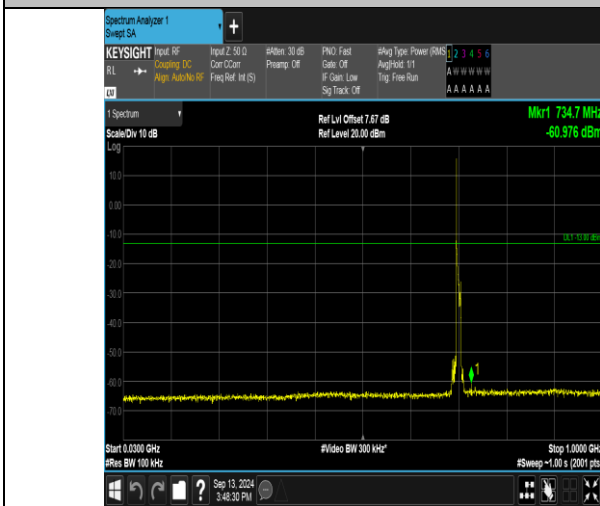 Spectrum Analyzer 1
Swept SA
+
KEYSIGHT
RL
LXI
Input: RF
Coupling: DC
Align: Auto/No RF
Input Z: 50 Ω
Corr CCorr
Freq Ref: Int (S)
#Atten: 30 dB
Preamp: Off
PNO: Fast
Gate: Off
IF Gain: Low
Sig Track: Off
#Avg Type: Power (RMS
Avg|Hold: 1/1
Trig: Free Run
1 2 3 4 5 6
A W W W W W
A A A A A A
1 Spectrum
Scale/Div 10 dB
Log
Ref Lvl Offset 7.67 dB
Ref Level 20.00 dBm
Mkr1 734.7 MHz
-60.976 dBm
10.0
0.00
-10.0
DL1 -13.00 dBm
-20.0
-30.0
-40.0
-50.0
1
-60.0
-70.0
Start 0.0300 GHz
#Res BW 100 kHz
#Video BW 300 kHz*
Stop 1.0000 GHz
#Sweep ~1.00 s (2001 pts)
?
Sep 13, 2024
3:48:30 PM